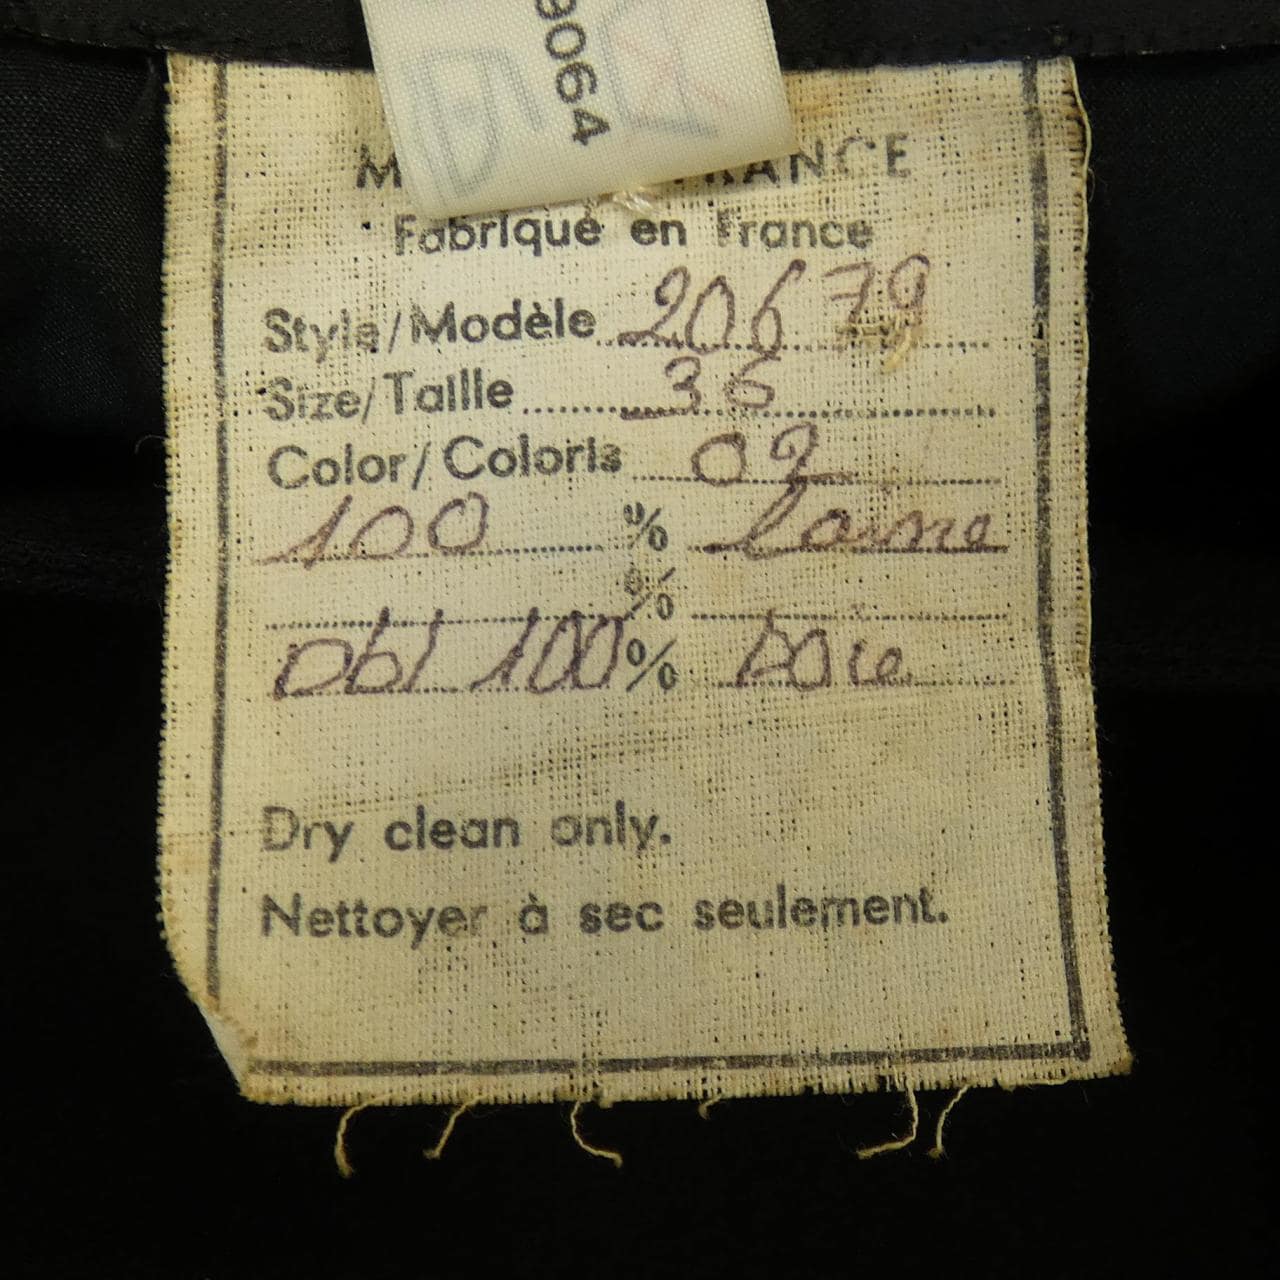 9064
FRANCE
Fabriqué en France
Style/Modèle 20679
Size/Taille 36
Color/Coloris 02
100 % laine
%
Dbl 100% soie
Dry clean only.
Nettoyer à sec seulement.